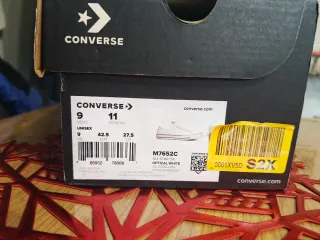 CONVERSE
CONVERSE
converse.com
9 11
UNISEX
9 42.5 27.5
M7652C
OPTICAL WHITE
S2X
converse.com